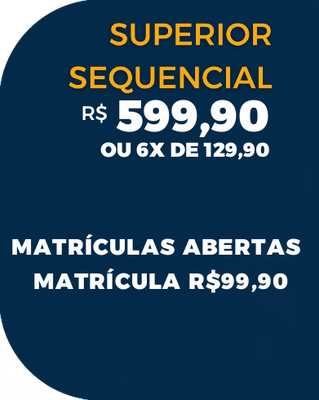 SUPERIOR
SEQUENCIAL
R$ 599,90
OU 6X DE 129,90
MATRÍCULAS ABERTAS
MATRÍCULA R$99,90